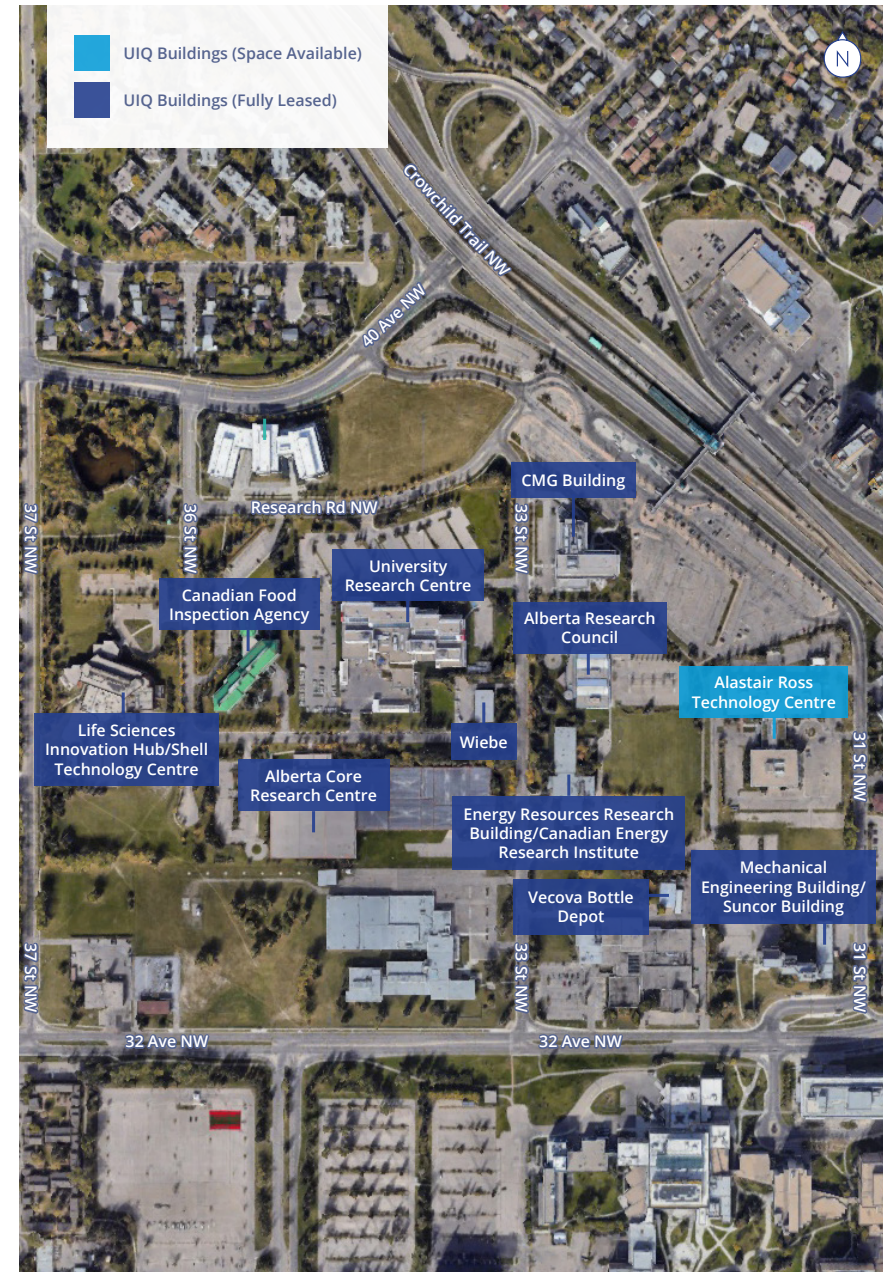 UIQ Buildings (Space Available)
UIQ Buildings (Fully Leased)
N
Crowchild Trail NW
40 Ave NW
CMG Building
Research Rd NW
37 St NW
36 St NW
33 St NW
University
Research Centre
Canadian Food
Inspection Agency
Alberta Research
Council
Alastair Ross
Technology Centre
Life Sciences
Innovation Hub/Shell
Technology Centre
Wiebe
31 St NW
Alberta Core
Research Centre
Energy Resources Research
Building/Canadian Energy
Research Institute
Mechanical
Engineering Building/
Suncor Building
Vecova Bottle
Depot
37 St NW
33 St NW
31 St NW
32 Ave NW
32 Ave NW